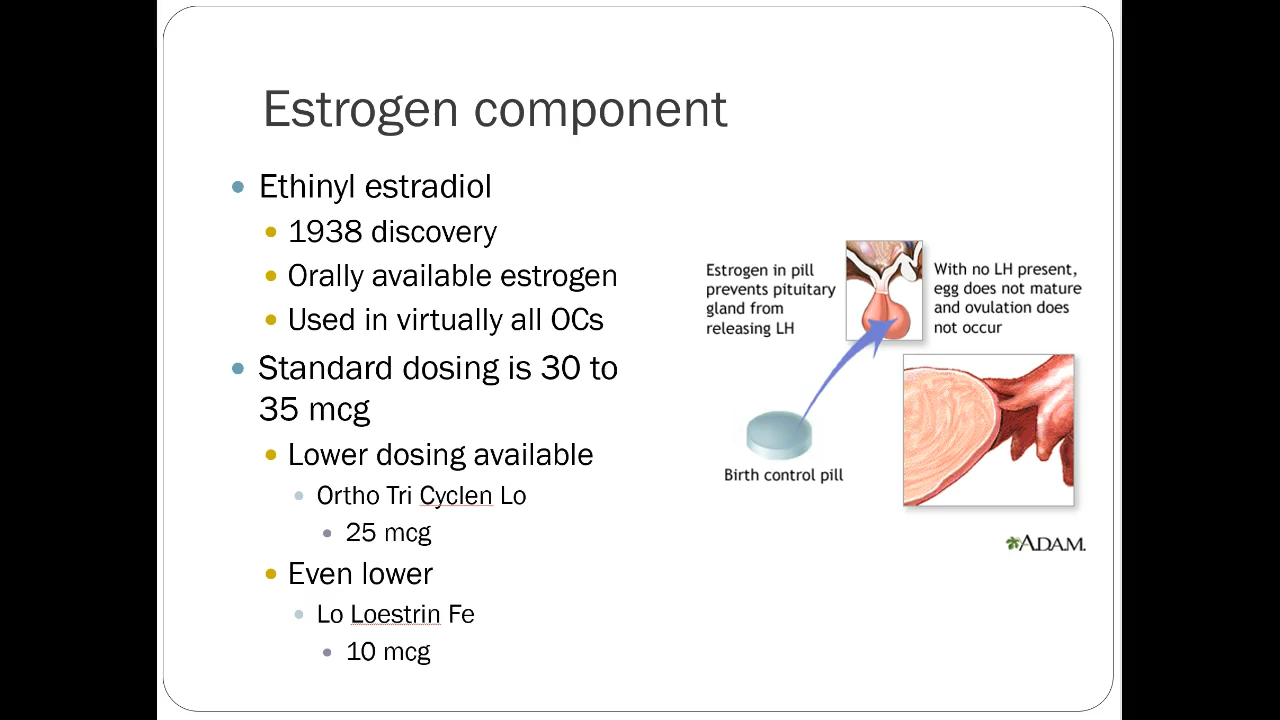 Estrogen component
Ethinyl estradiol
1938 discovery
Orally available estrogen
Used in virtually all OCs
Standard dosing is 30 to
35 mcg
Lower dosing available
Ortho Tri Cyclen Lo
25 mcg
Even lower
Lo Loestrin Fe
10 mcg
Estrogen in pill
prevents pituitary
gland from
releasing LH
With no LH present,
egg does not mature
and ovulation does
not occur
Birth control pill
ADAM.